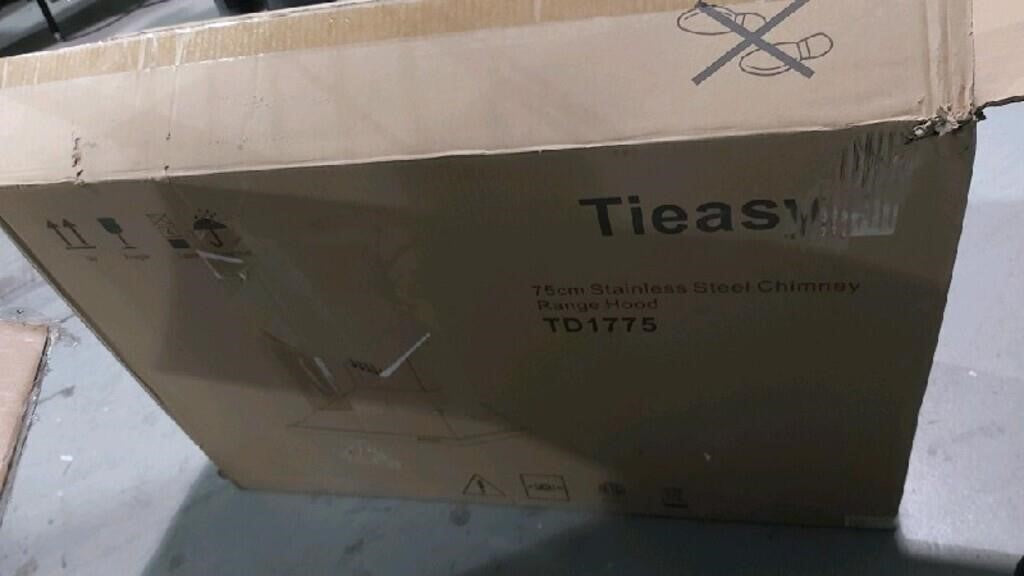 Tieasy
75cm Stainless Steel Chimney
Range Hood
TD1775